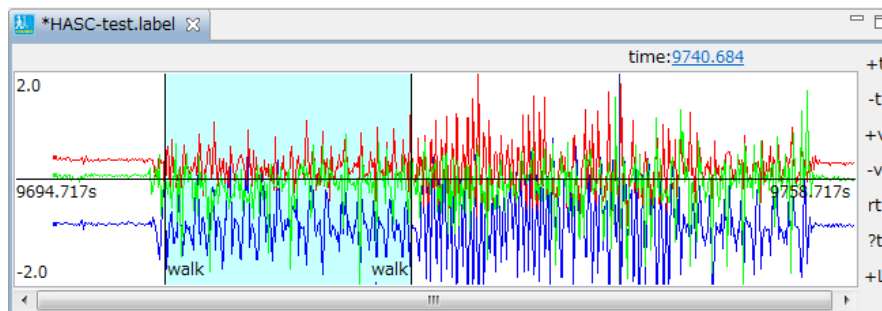 *HASC-test.label
time:9740.684
2.0
9694.717s
9758.717s
-2.0
walk
walk
+t
-t
+v
-v
rt
?t
+L